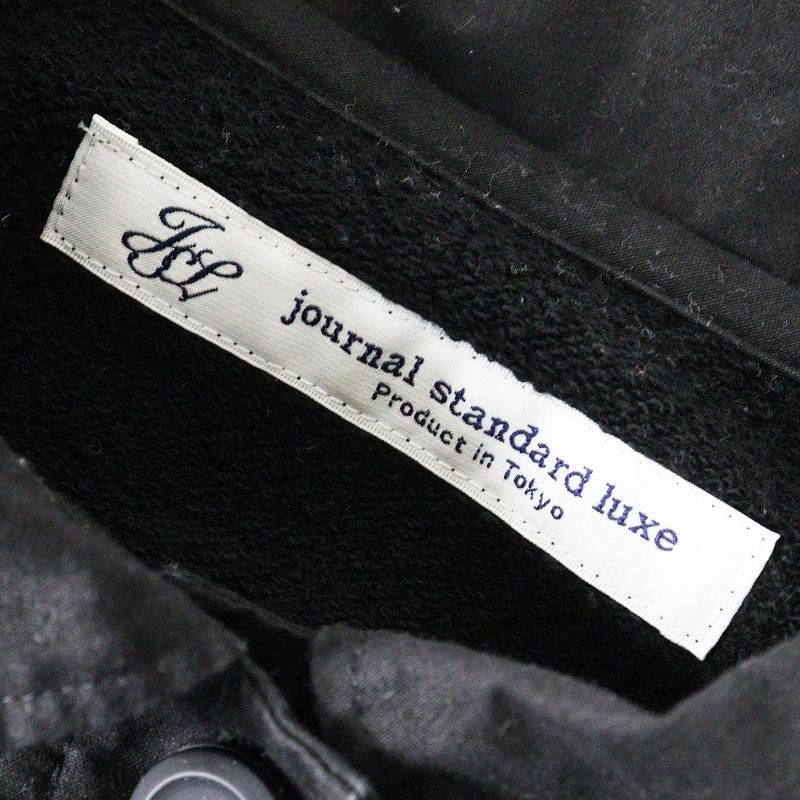 JSL
journal standard luxe
Product in Tokyo